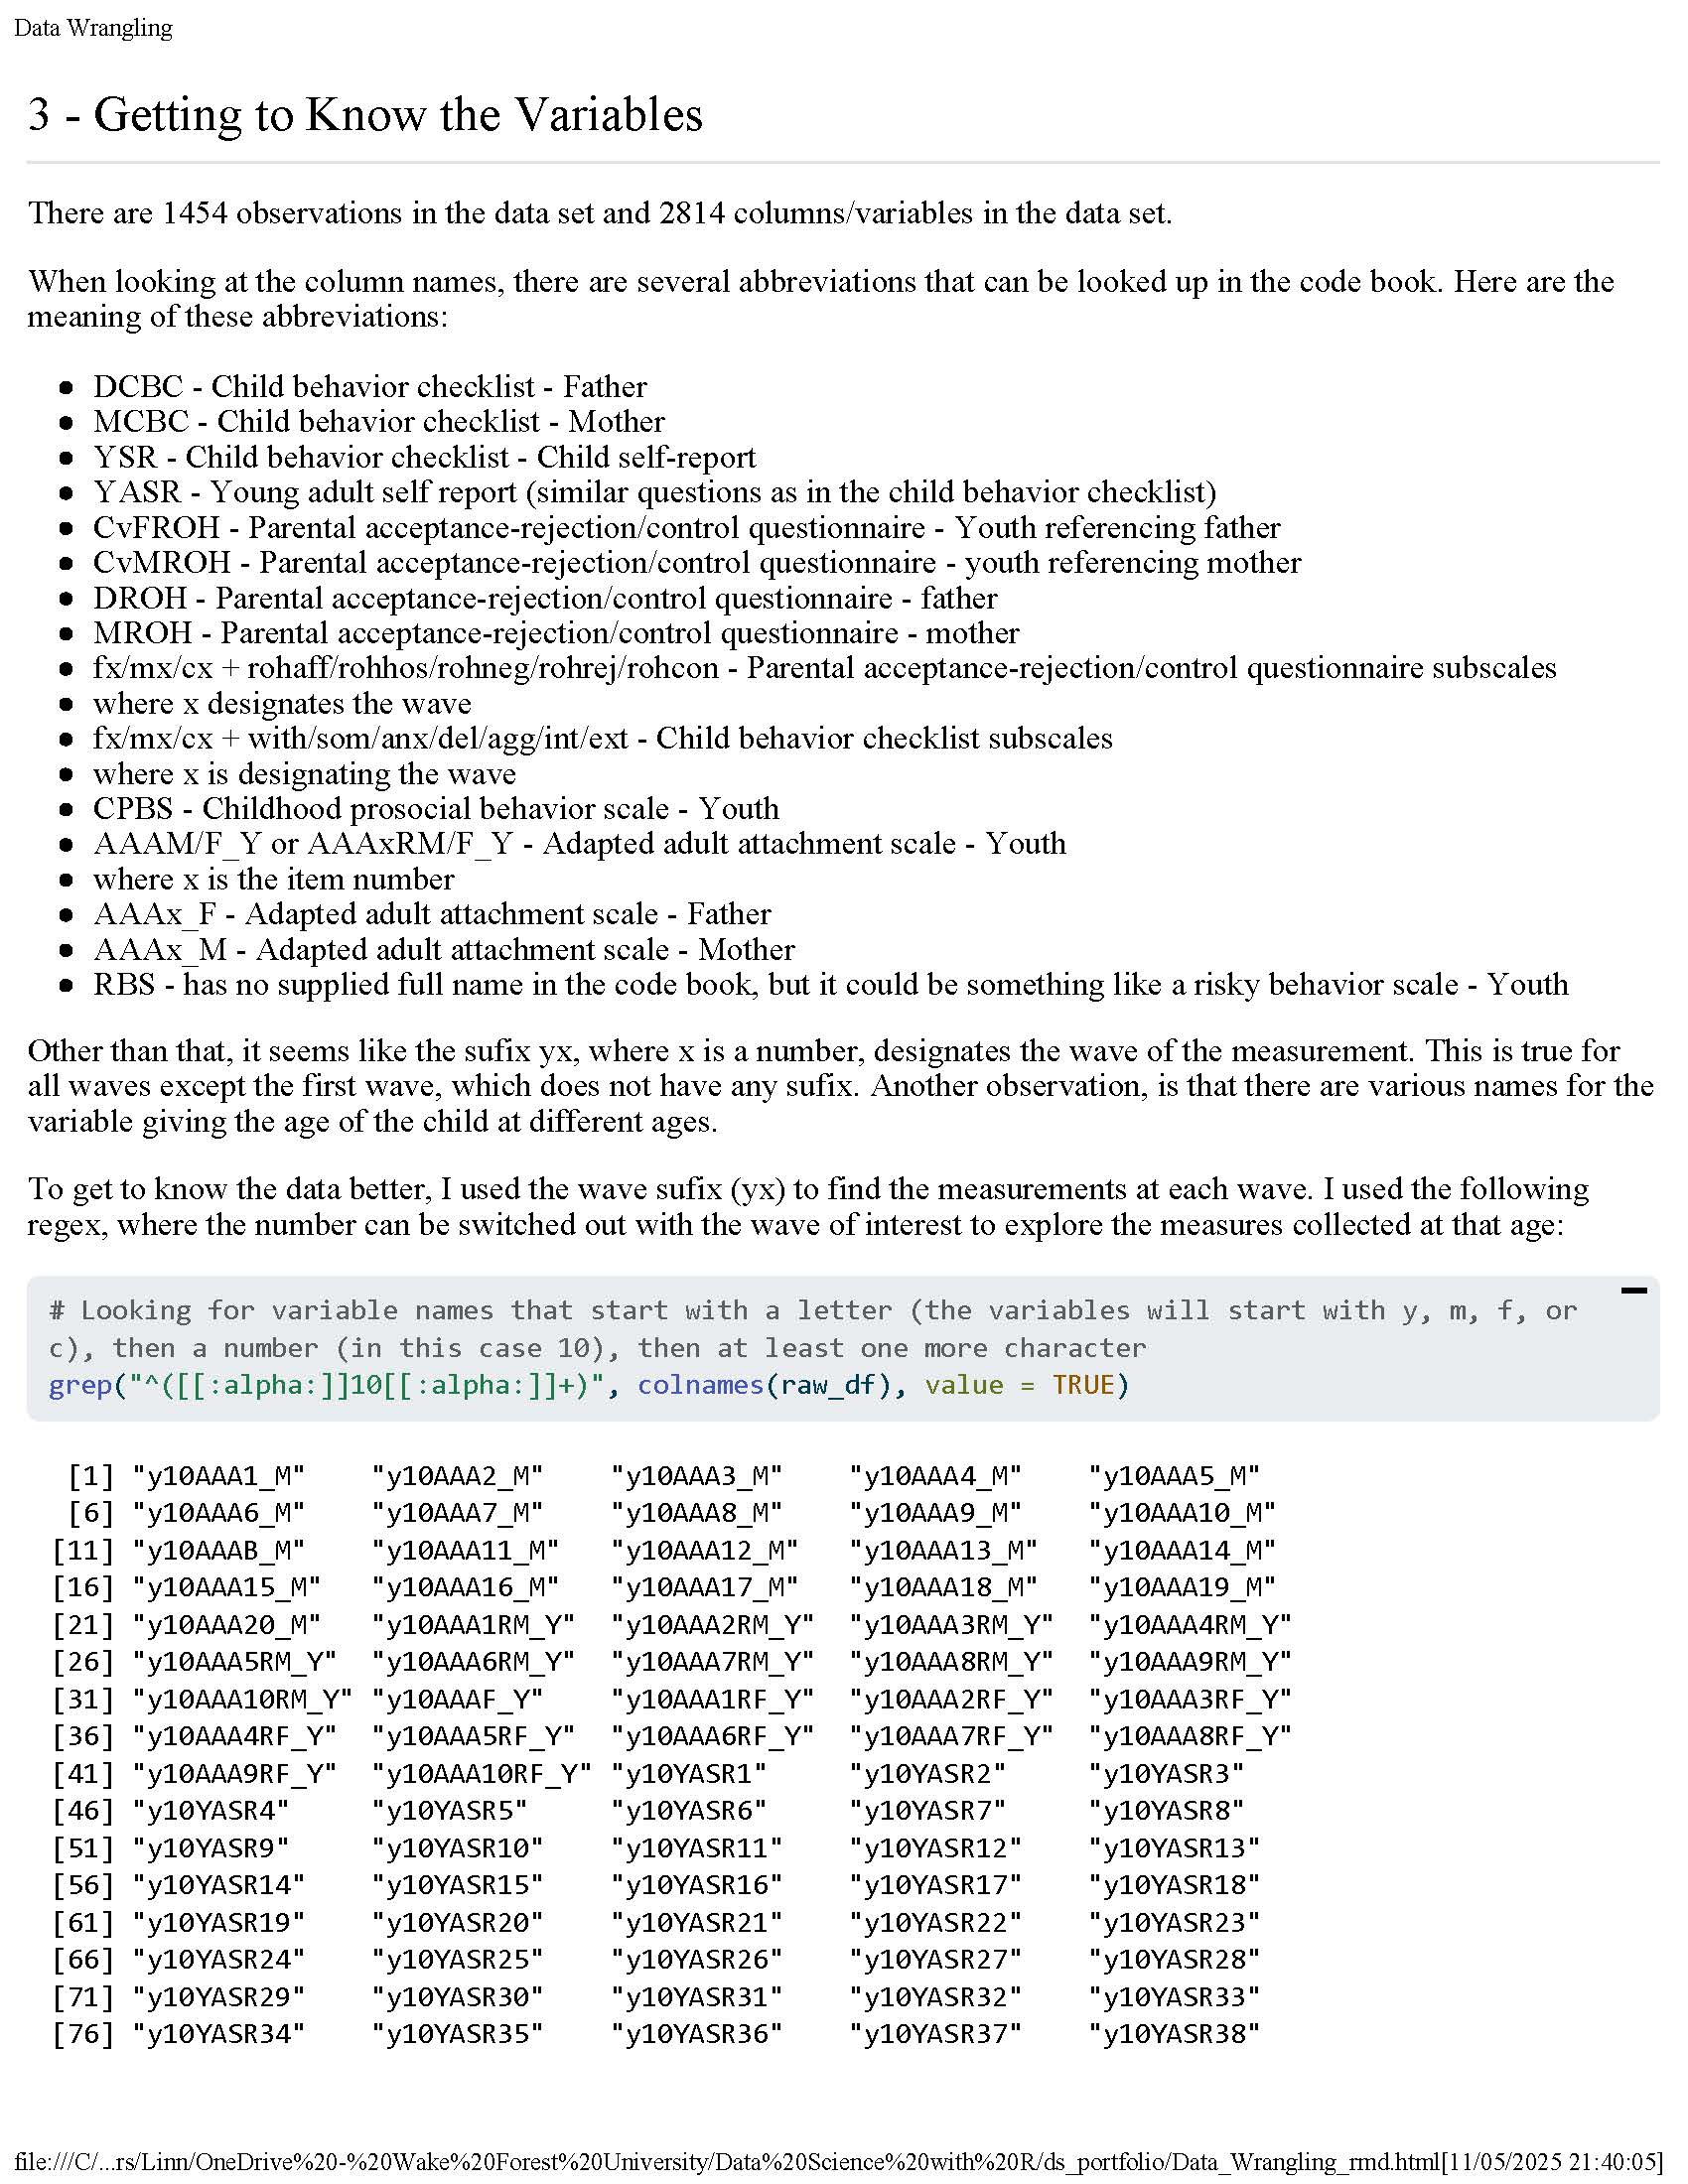 Data Wrangling
3 - Getting to Know the Variables
There are 1454 observations in the data set and 2814 columns/variables in the data set.
When looking at the column names, there are several abbreviations that can be looked up in the code book. Here are the
meaning of these abbreviations:
● DCBC - Child behavior checklist - Father
● MCBC - Child behavior checklist - Mother
● YSR - Child behavior checklist - Child self-report
● YASR - Young adult self report (similar questions as in the child behavior checklist)
● CvFROH - Parental acceptance-rejection/control questionnaire - Youth referencing father
● CvMROH - Parental acceptance-rejection/control questionnaire - youth referencing mother
● DROH - Parental acceptance-rejection/control questionnaire - father
● MROH - Parental acceptance-rejection/control questionnaire - mother
● fx/mx/cx + rohaff/rohhos/rohneg/rohrej/rohcon - Parental acceptance-rejection/control questionnaire subscales
● where x designates the wave
● fx/mx/cx + with/som/anx/del/agg/int/ext - Child behavior checklist subscales
● where x is designating the wave
● CPBS - Childhood prosocial behavior scale - Youth
● AAAM/F_Y or AAAxRM/F_Y - Adapted adult attachment scale - Youth
● where x is the item number
● AAAx_F - Adapted adult attachment scale - Father
● AAAx_M - Adapted adult attachment scale - Mother
● RBS - has no supplied full name in the code book, but it could be something like a risky behavior scale - Youth
Other than that, it seems like the sufix yx, where x is a number, designates the wave of the measurement. This is true for
all waves except the first wave, which does not have any sufix. Another observation, is that there are various names for the
variable giving the age of the child at different ages.
To get to know the data better, I used the wave sufix (yx) to find the measurements at each wave. I used the following
regex, where the number can be switched out with the wave of interest to explore the measures collected at that age:
# Looking for variable names that start with a letter (the variables will start with y, m, f, or
c), then a number (in this case 10), then at least one more character
grep("^([[:alpha:]]10[[:alpha:]]+)", colnames(raw_df), value = TRUE)
[1] "y10AAA1_M" "y10AAA2_M" "y10AAA3_M" "y10AAA4_M" "y10AAA5_M"
[6] "y10AAA6_M" "y10AAA7_M" "y10AAA8_M" "y10AAA9_M" "y10AAA10_M"
[11] "y10AAAB_M" "y10AAA11_M" "y10AAA12_M" "y10AAA13_M" "y10AAA14_M"
[16] "y10AAA15_M" "y10AAA16_M" "y10AAA17_M" "y10AAA18_M" "y10AAA19_M"
[21] "y10AAA20_M" "y10AAA1RM_Y" "y10AAA2RM_Y" "y10AAA3RM_Y" "y10AAA4RM_Y"
[26] "y10AAA5RM_Y" "y10AAA6RM_Y" "y10AAA7RM_Y" "y10AAA8RM_Y" "y10AAA9RM_Y"
[31] "y10AAA10RM_Y" "y10AAAF_Y" "y10AAA1RF_Y" "y10AAA2RF_Y" "y10AAA3RF_Y"
[36] "y10AAA4RF_Y" "y10AAA5RF_Y" "y10AAA6RF_Y" "y10AAA7RF_Y" "y10AAA8RF_Y"
[41] "y10AAA9RF_Y" "y10AAA10RF_Y" "y10YASR1" "y10YASR2" "y10YASR3"
[46] "y10YASR4" "y10YASR5" "y10YASR6" "y10YASR7" "y10YASR8"
[51] "y10YASR9" "y10YASR10" "y10YASR11" "y10YASR12" "y10YASR13"
[56] "y10YASR14" "y10YASR15" "y10YASR16" "y10YASR17" "y10YASR18"
[61] "y10YASR19" "y10YASR20" "y10YASR21" "y10YASR22" "y10YASR23"
[66] "y10YASR24" "y10YASR25" "y10YASR26" "y10YASR27" "y10YASR28"
[71] "y10YASR29" "y10YASR30" "y10YASR31" "y10YASR32" "y10YASR33"
[76] "y10YASR34" "y10YASR35" "y10YASR36" "y10YASR37" "y10YASR38"
file:///C/...rs/Linn/OneDrive%20-%20Wake%20Forest%20University/Data%20Science%20with%20R/ds_portfolio/Data_Wrangling_rmd.html[11/05/2025 21:40:05]